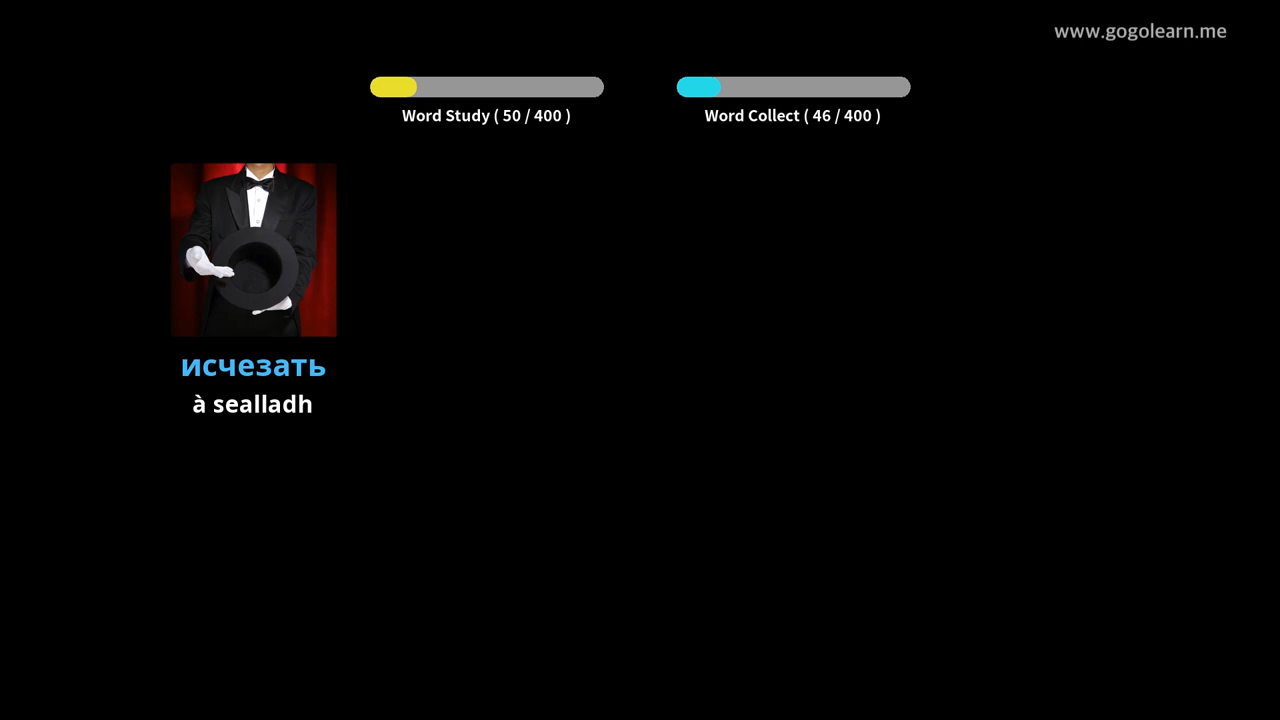 www.gogolearn.me
Word Study ( 50 / 400 )
Word Collect ( 46 / 400 )
исчезать
à sealladh